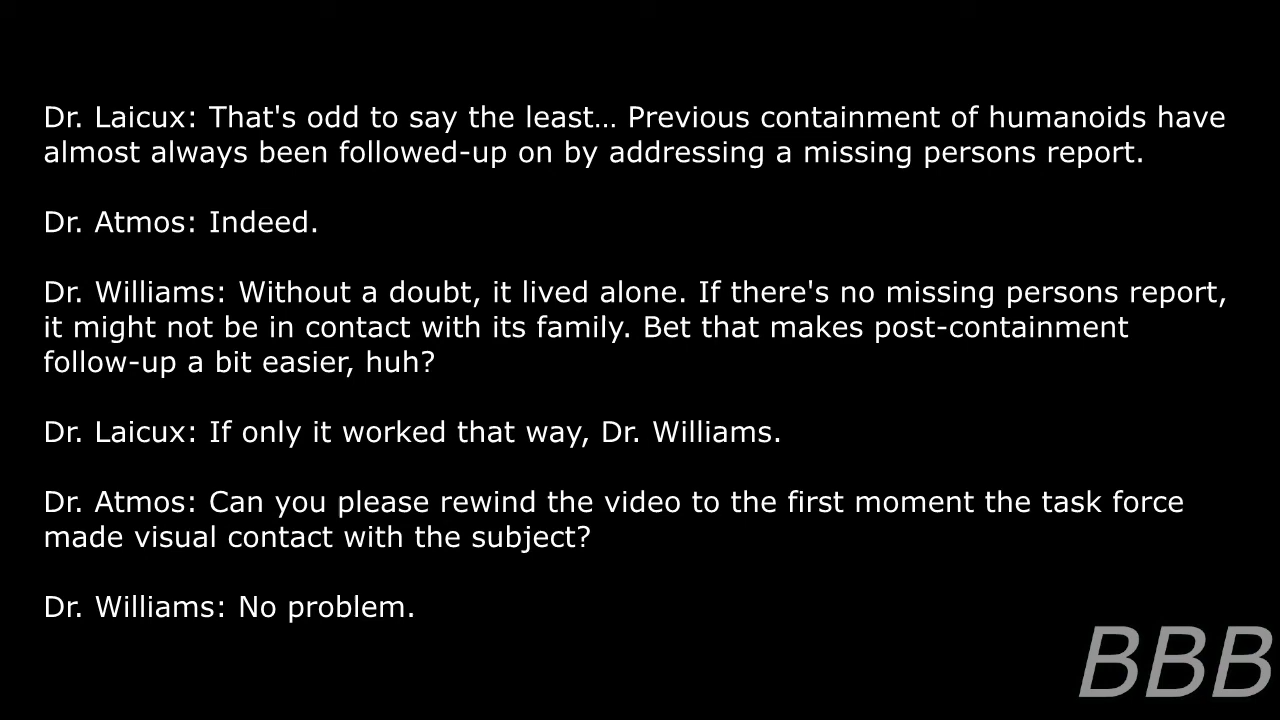 Dr. Laicux: That's odd to say the least... Previous containment of humanoids have
almost always been followed-up on by addressing a missing persons report.
Dr. Atmos: Indeed.
Dr. Williams: Without a doubt, it lived alone. If there's no missing persons report,
it might not be in contact with its family. Bet that makes post-containment
follow-up a bit easier, huh?
Dr. Laicux: If only it worked that way, Dr. Williams.
Dr. Atmos: Can you please rewind the video to the first moment the task force
made visual contact with the subject?
Dr. Williams: No problem.
BBB